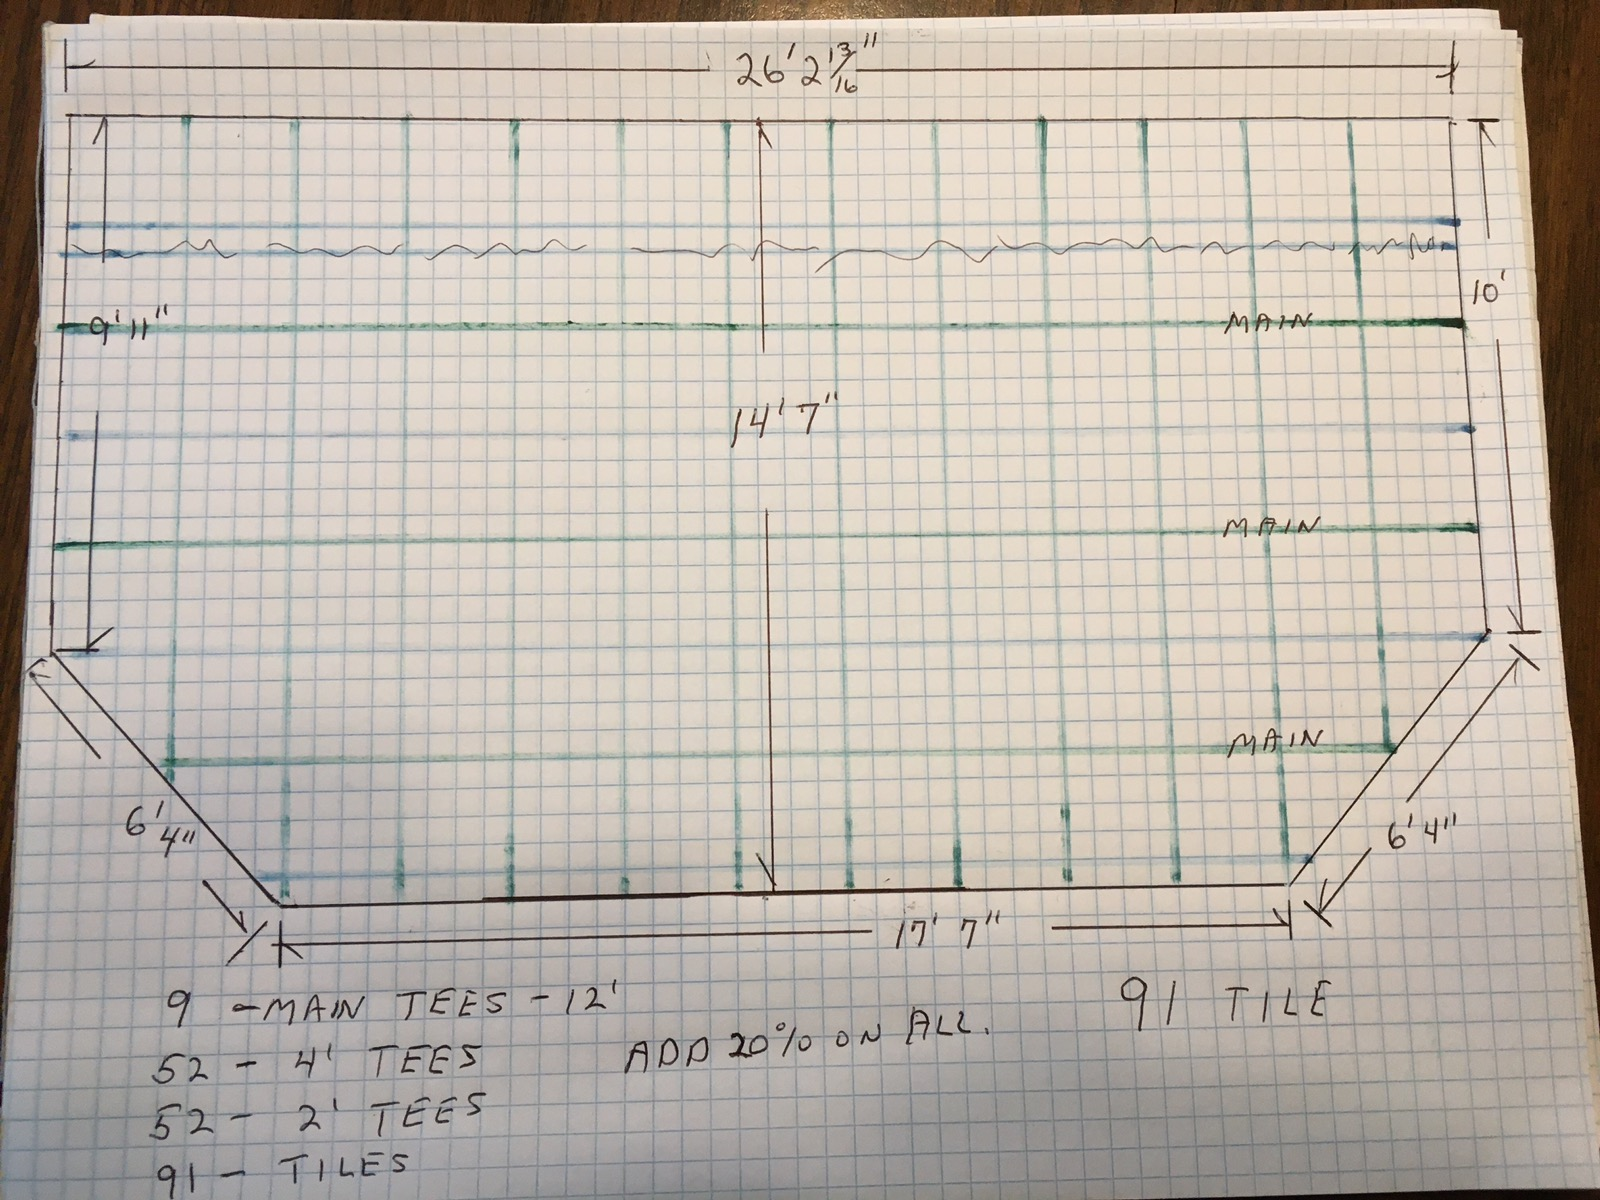 26' 2 13/16"
10'
9' 11"
MAIN
14' 7"
MAIN
MAIN
6' 4"
6' 4"
17' 7"
9 - MAIN TEES - 12'
91 TILE
52 - 4' TEES
ADD 20% ON ALL.
52 - 2' TEES
91 - TILES